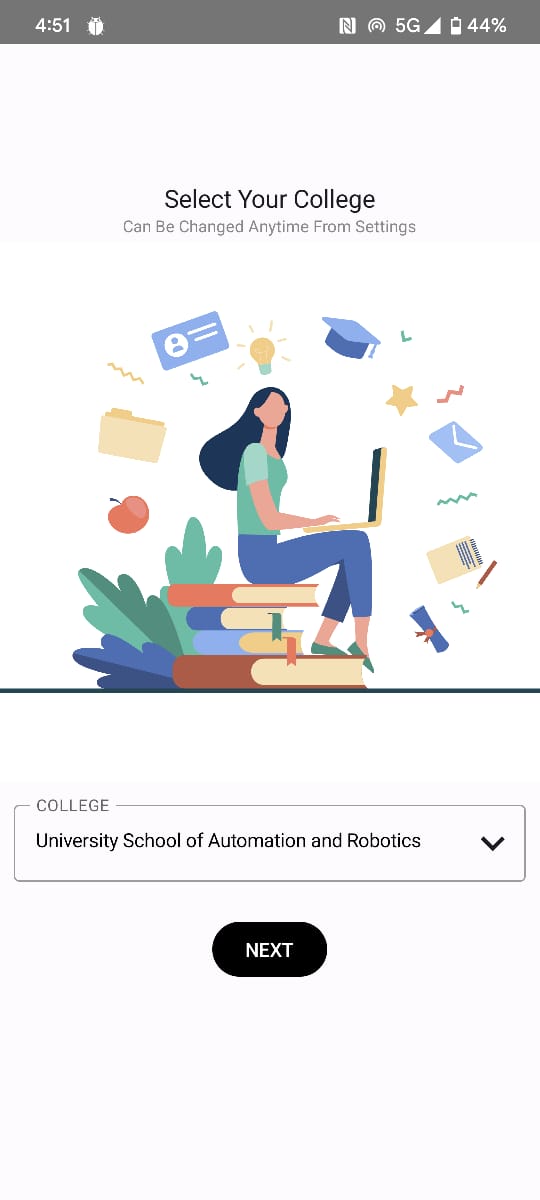 4:51 5G 44%
Select Your College
Can Be Changed Anytime From Settings
COLLEGE
University School of Automation and Robotics
NEXT